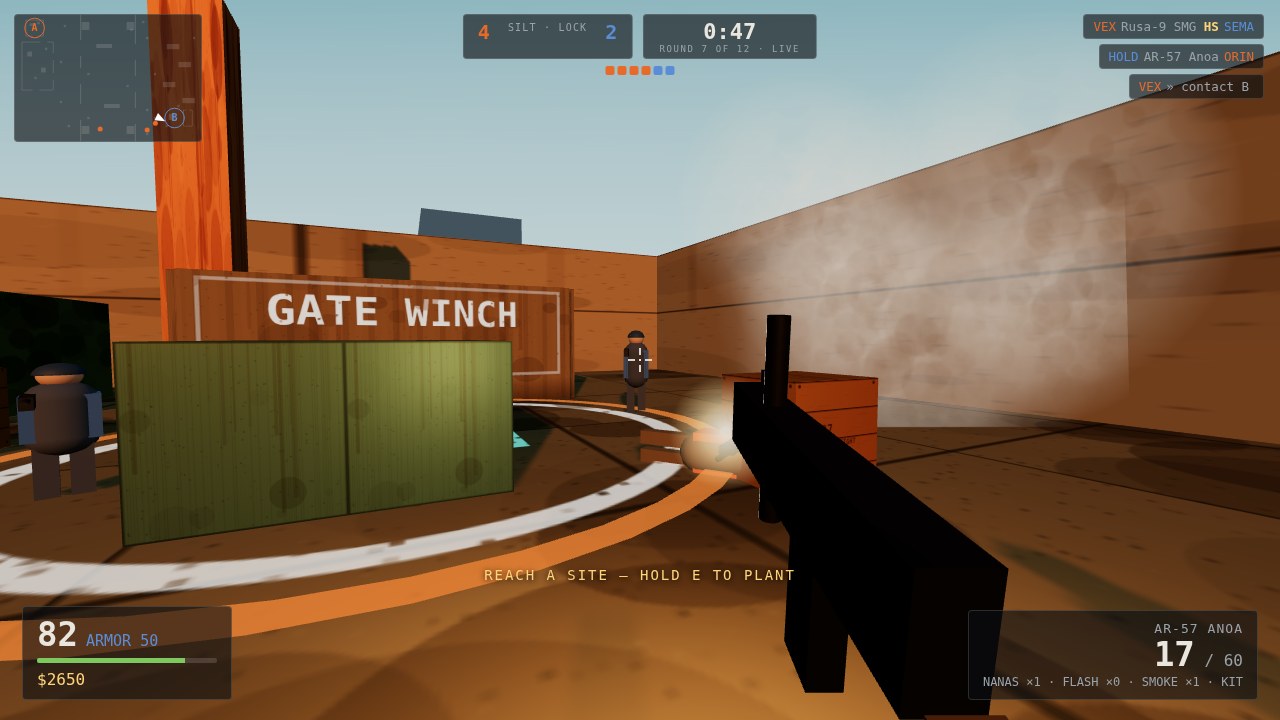 A
B
4 SILT · LOCK 2
0:47
ROUND 7 OF 12 · LIVE
VEX Rusa-9 SMG HS SEMA
HOLD AR-57 Anoa ORIN
VEX » contact B
GATE WINCH
REACH A SITE — HOLD E TO PLANT
82 ARMOR 50
$2650
AR-57 ANOA
17 / 60
NANAS ×1 · FLASH ×0 · SMOKE ×1 · KIT